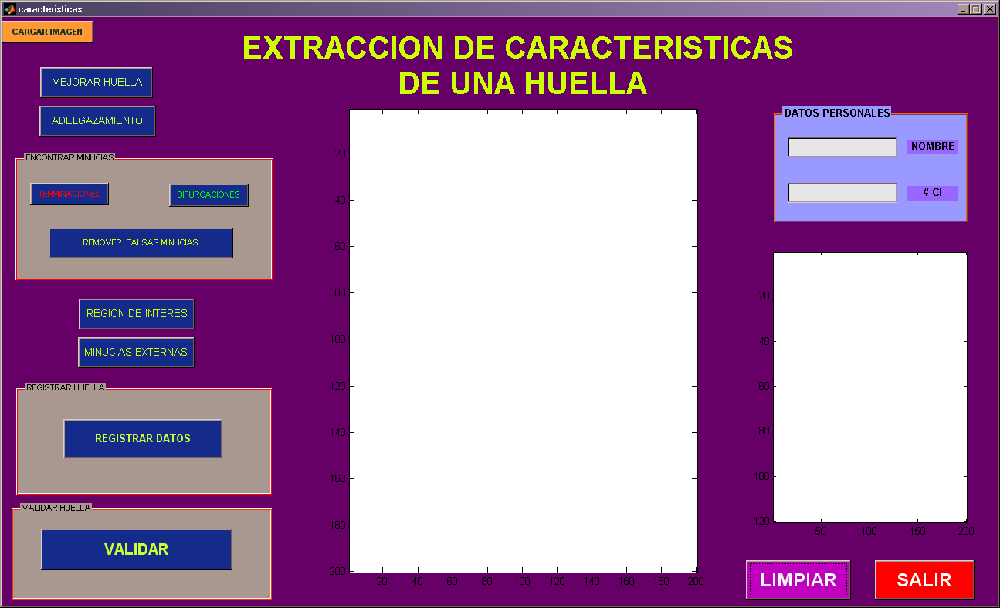 caracteristicas
CARGAR IMAGEN
EXTRACCION DE CARACTERISTICAS
DE UNA HUELLA
MEJORAR HUELLA
ADELGAZAMIENTO
ENCONTRAR MINUCIAS
TERMINACIONES
BIFURCACIONES
REMOVER FALSAS MINUCIAS
REGION DE INTERES
MINUCIAS EXTERNAS
REGISTRAR HUELLA
REGISTRAR DATOS
VALIDAR HUELLA
VALIDAR
20
40
60
80
100
120
140
160
180
200
20 40 60 80 100 120 140 160 180 200
DATOS PERSONALES
NOMBRE
# CI
20
40
60
80
100
120
50 100 150 200
LIMPIAR
SALIR